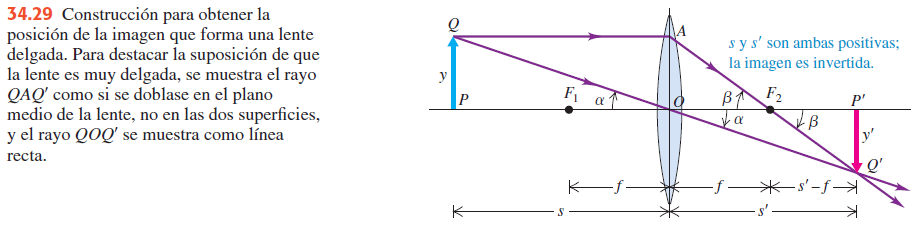 34.29 Construcción para obtener la
posición de la imagen que forma una lente
delgada. Para destacar la suposición de que
la lente es muy delgada, se muestra el rayo
QAQ′ como si se doblase en el plano
medio de la lente, no en las dos superficies,
y el rayo QOQ′ se muestra como línea
recta.
Q
A
s y s′ son ambas positivas;
la imagen es invertida.
y
P
F₁
α
O
β
F₂
P′
α
β
y′
Q′
f
f
s′ – f
s
s′